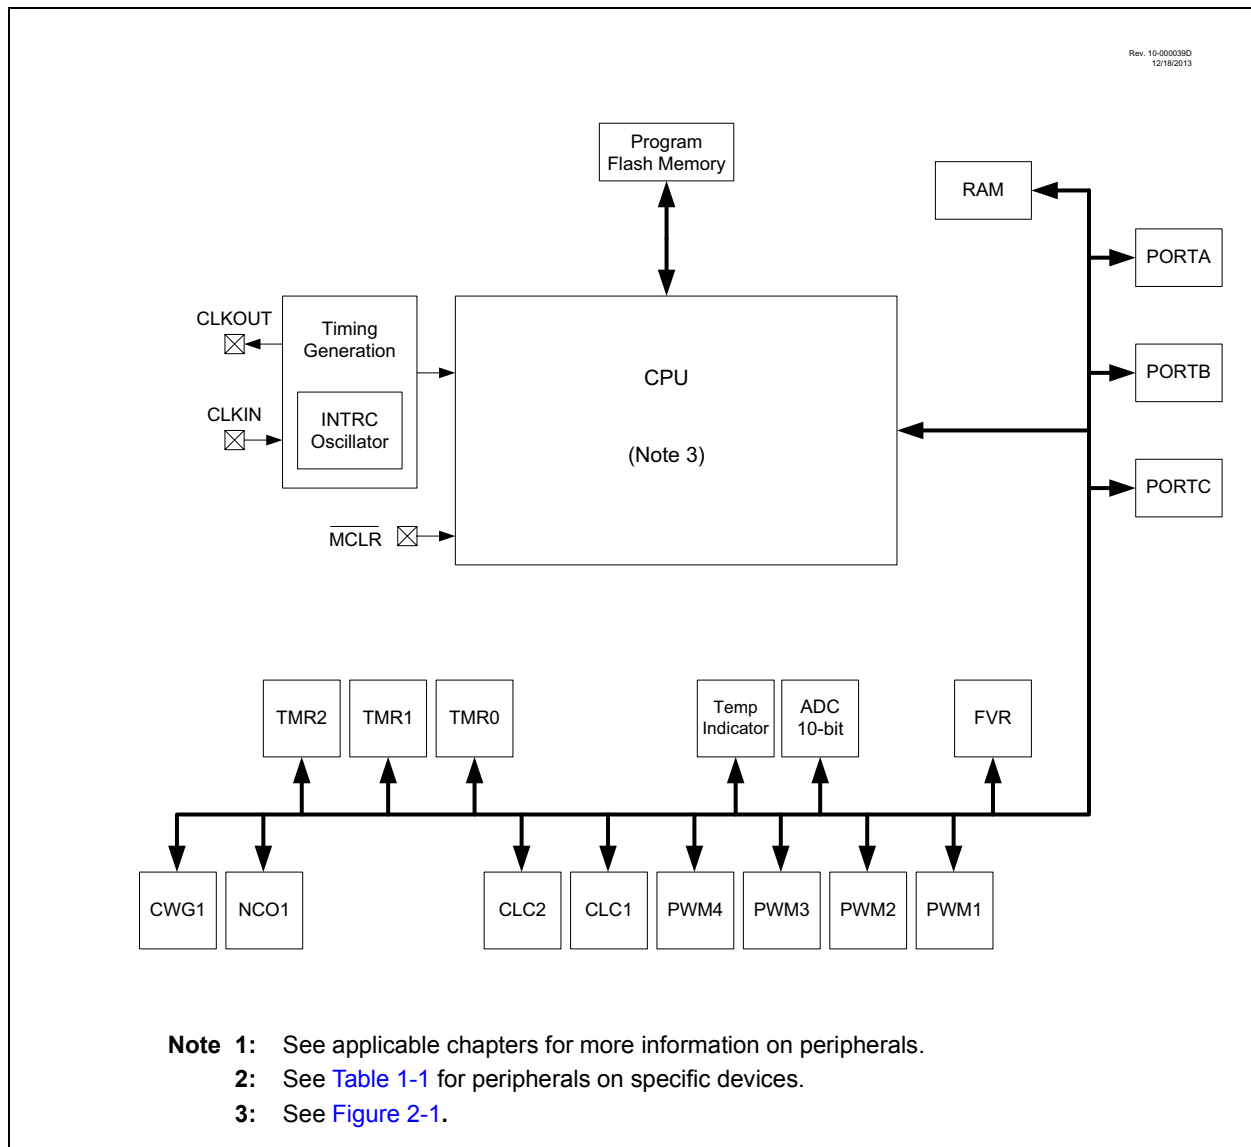 Rev. 10-000039D
12/18/2013
Program
Flash Memory
RAM
PORTA
CLKOUT
Timing
Generation
CPU
PORTB
CLKIN
INTRC
Oscillator
(Note 3)
PORTC
MCLR
TMR2
TMR1
TMR0
Temp
Indicator
ADC
10-bit
FVR
CWG1
NCO1
CLC2
CLC1
PWM4
PWM3
PWM2
PWM1
Note 1: See applicable chapters for more information on peripherals.
2: See Table 1-1 for peripherals on specific devices.
3: See Figure 2-1.